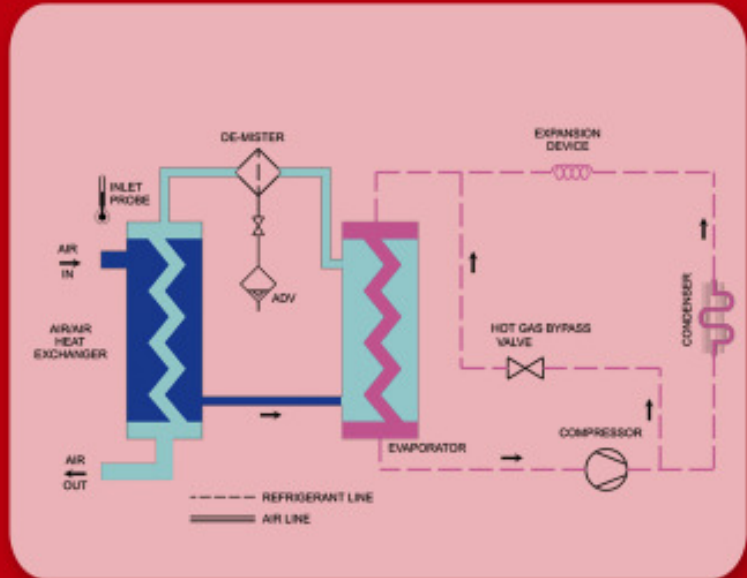 DE-MISTER
EXPANSION
DEVICE
INLET
PROBE
AIR
IN
ADV
AIR/AIR
HEAT
EXCHANGER
HOT GAS BYPASS
VALVE
CONDENSER
COMPRESSOR
EVAPORATOR
AIR
OUT
REFRIGERANT LINE
AIR LINE